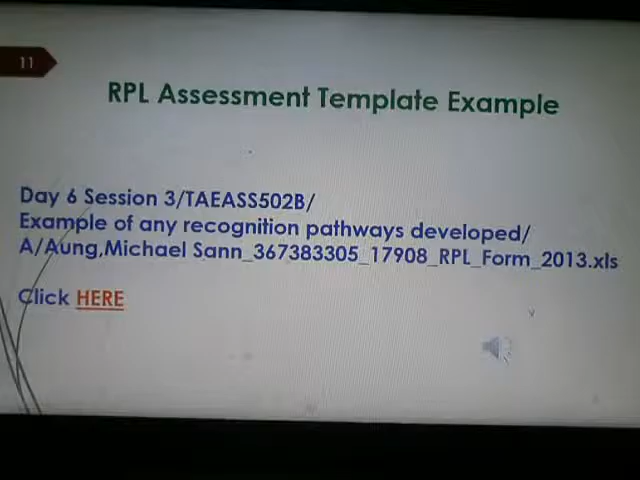 11
RPL Assessment Template Example
Day 6 Session 3/TAEASS502B/
Example of any recognition pathways developed/
A/Aung,Michael Sann_367383305_17908_RPL_Form_2013.xls
Click HERE